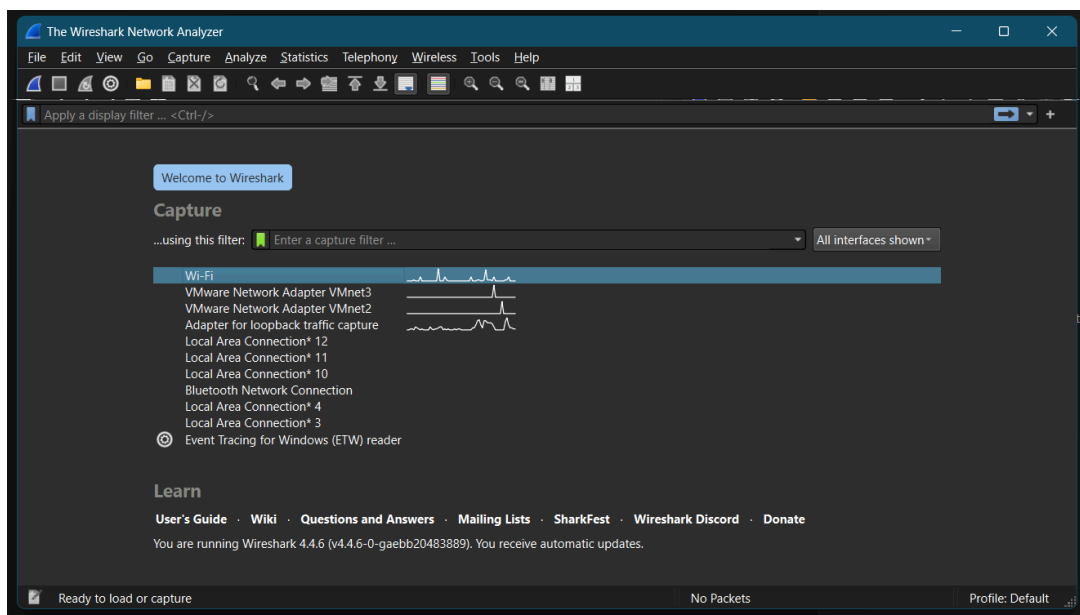 The Wireshark Network Analyzer
File Edit View Go Capture Analyze Statistics Telephony Wireless Tools Help
Apply a display filter ... <Ctrl-/>
Welcome to Wireshark
Capture
...using this filter: Enter a capture filter ... All interfaces shown
Wi-Fi
VMware Network Adapter VMnet3
VMware Network Adapter VMnet2
Adapter for loopback traffic capture
Local Area Connection* 12
Local Area Connection* 11
Local Area Connection* 10
Bluetooth Network Connection
Local Area Connection* 4
Local Area Connection* 3
Event Tracing for Windows (ETW) reader
Learn
User's Guide · Wiki · Questions and Answers · Mailing Lists · SharkFest · Wireshark Discord · Donate
You are running Wireshark 4.4.6 (v4.4.6-0-gaebb20483889). You receive automatic updates.
Ready to load or capture No Packets Profile: Default